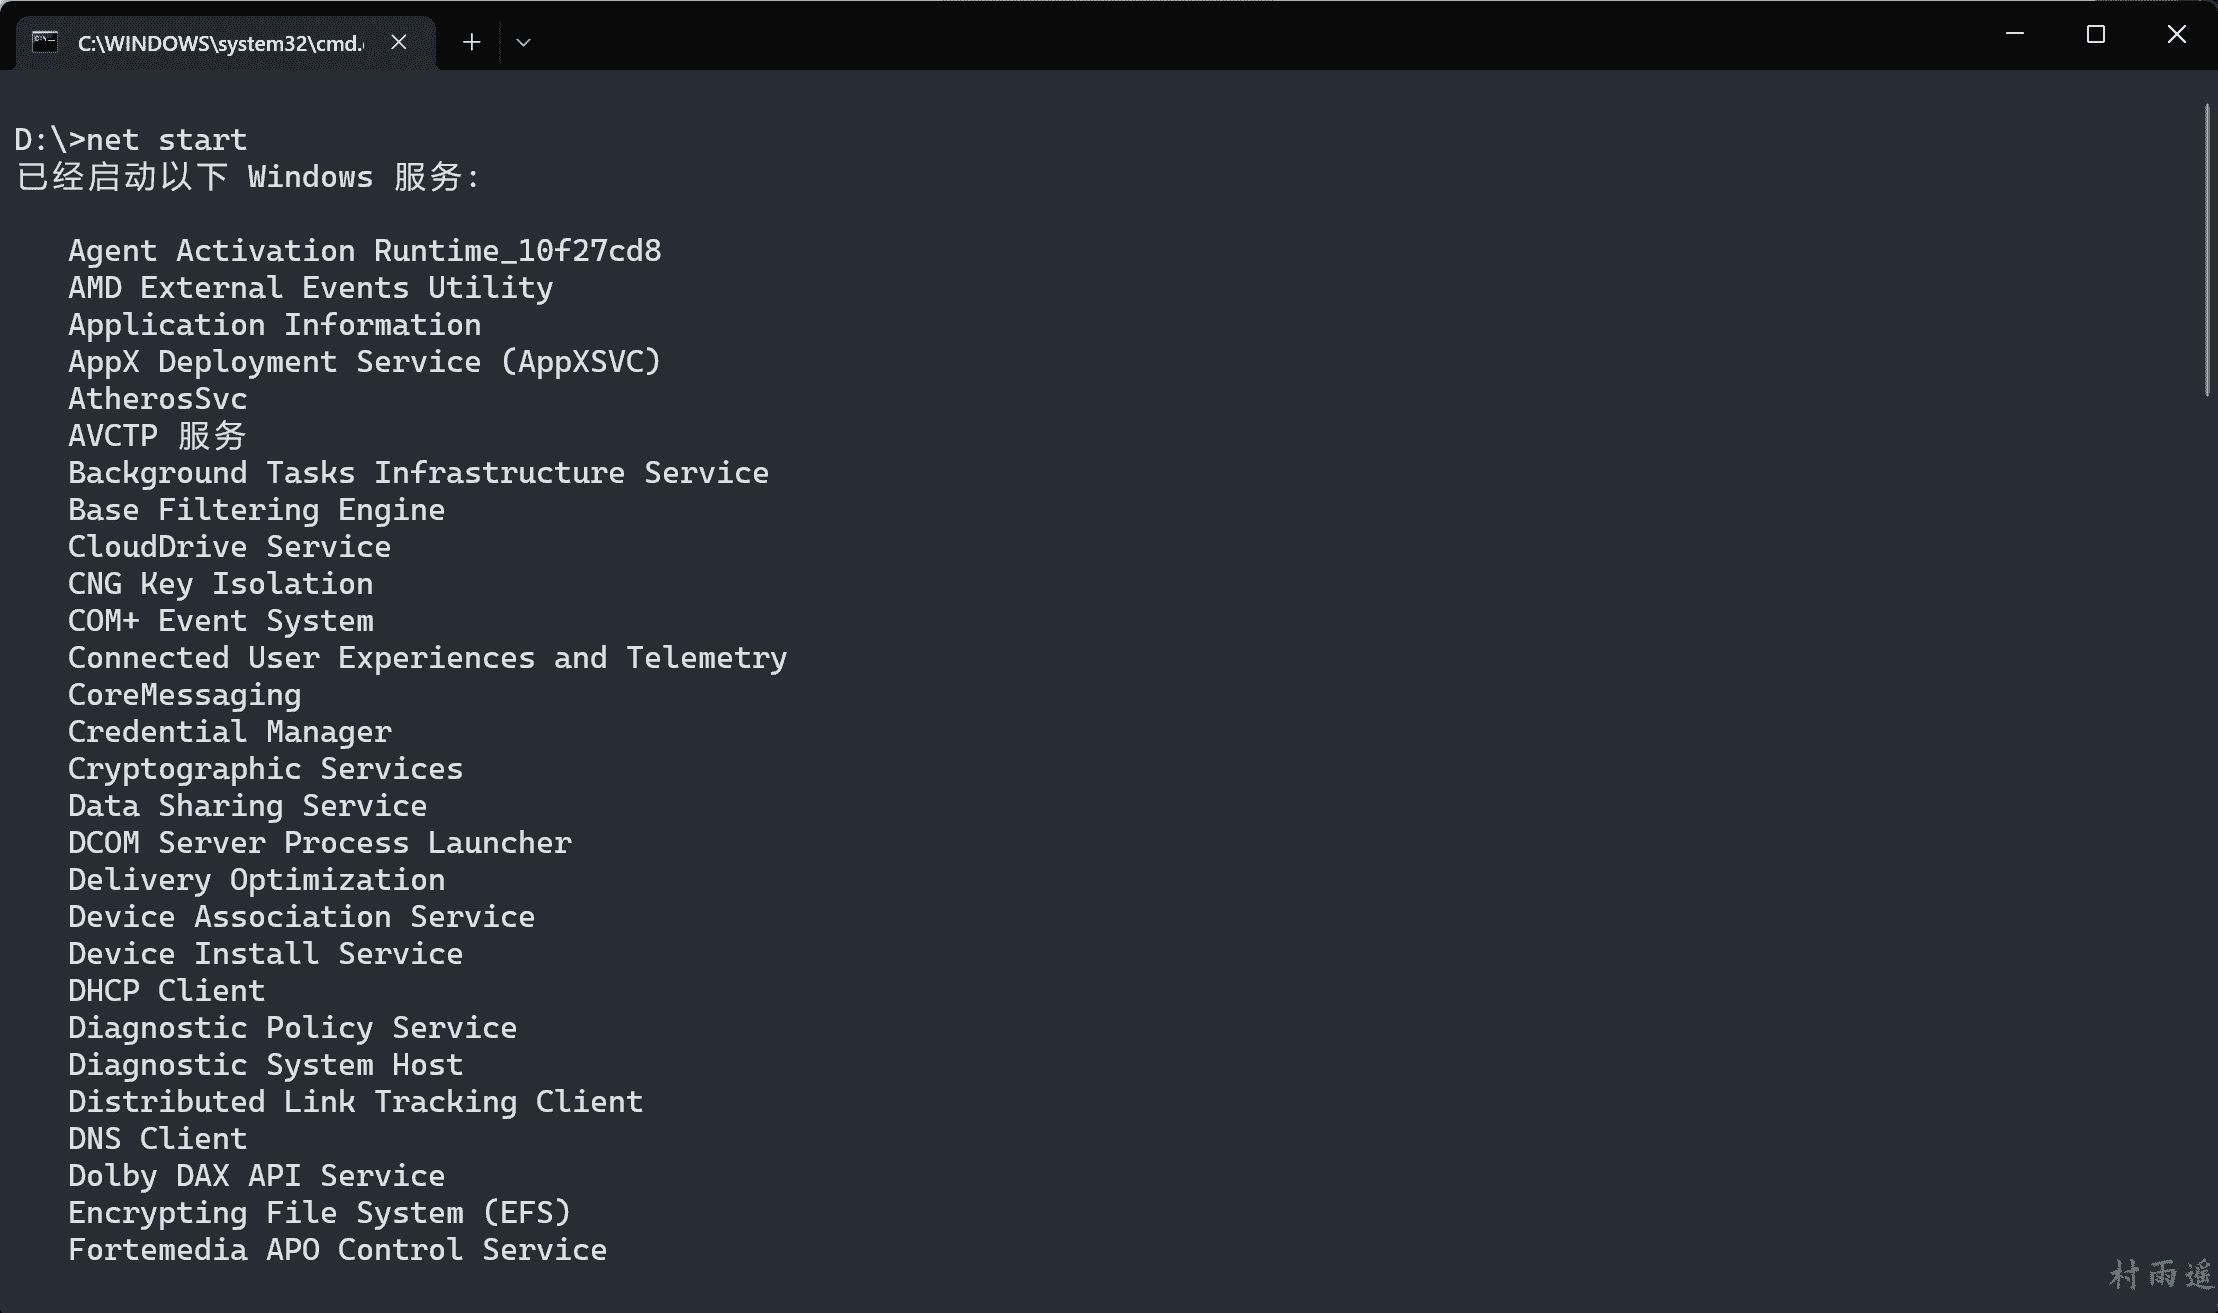 C:\WINDOWS\system32\cmd.
D:\>net start
已经启动以下 Windows 服务:
Agent Activation Runtime_10f27cd8
AMD External Events Utility
Application Information
AppX Deployment Service (AppXSVC)
AtherosSvc
AVCTP 服务
Background Tasks Infrastructure Service
Base Filtering Engine
CloudDrive Service
CNG Key Isolation
COM+ Event System
Connected User Experiences and Telemetry
CoreMessaging
Credential Manager
Cryptographic Services
Data Sharing Service
DCOM Server Process Launcher
Delivery Optimization
Device Association Service
Device Install Service
DHCP Client
Diagnostic Policy Service
Diagnostic System Host
Distributed Link Tracking Client
DNS Client
Dolby DAX API Service
Encrypting File System (EFS)
Fortemedia APO Control Service
村雨遥